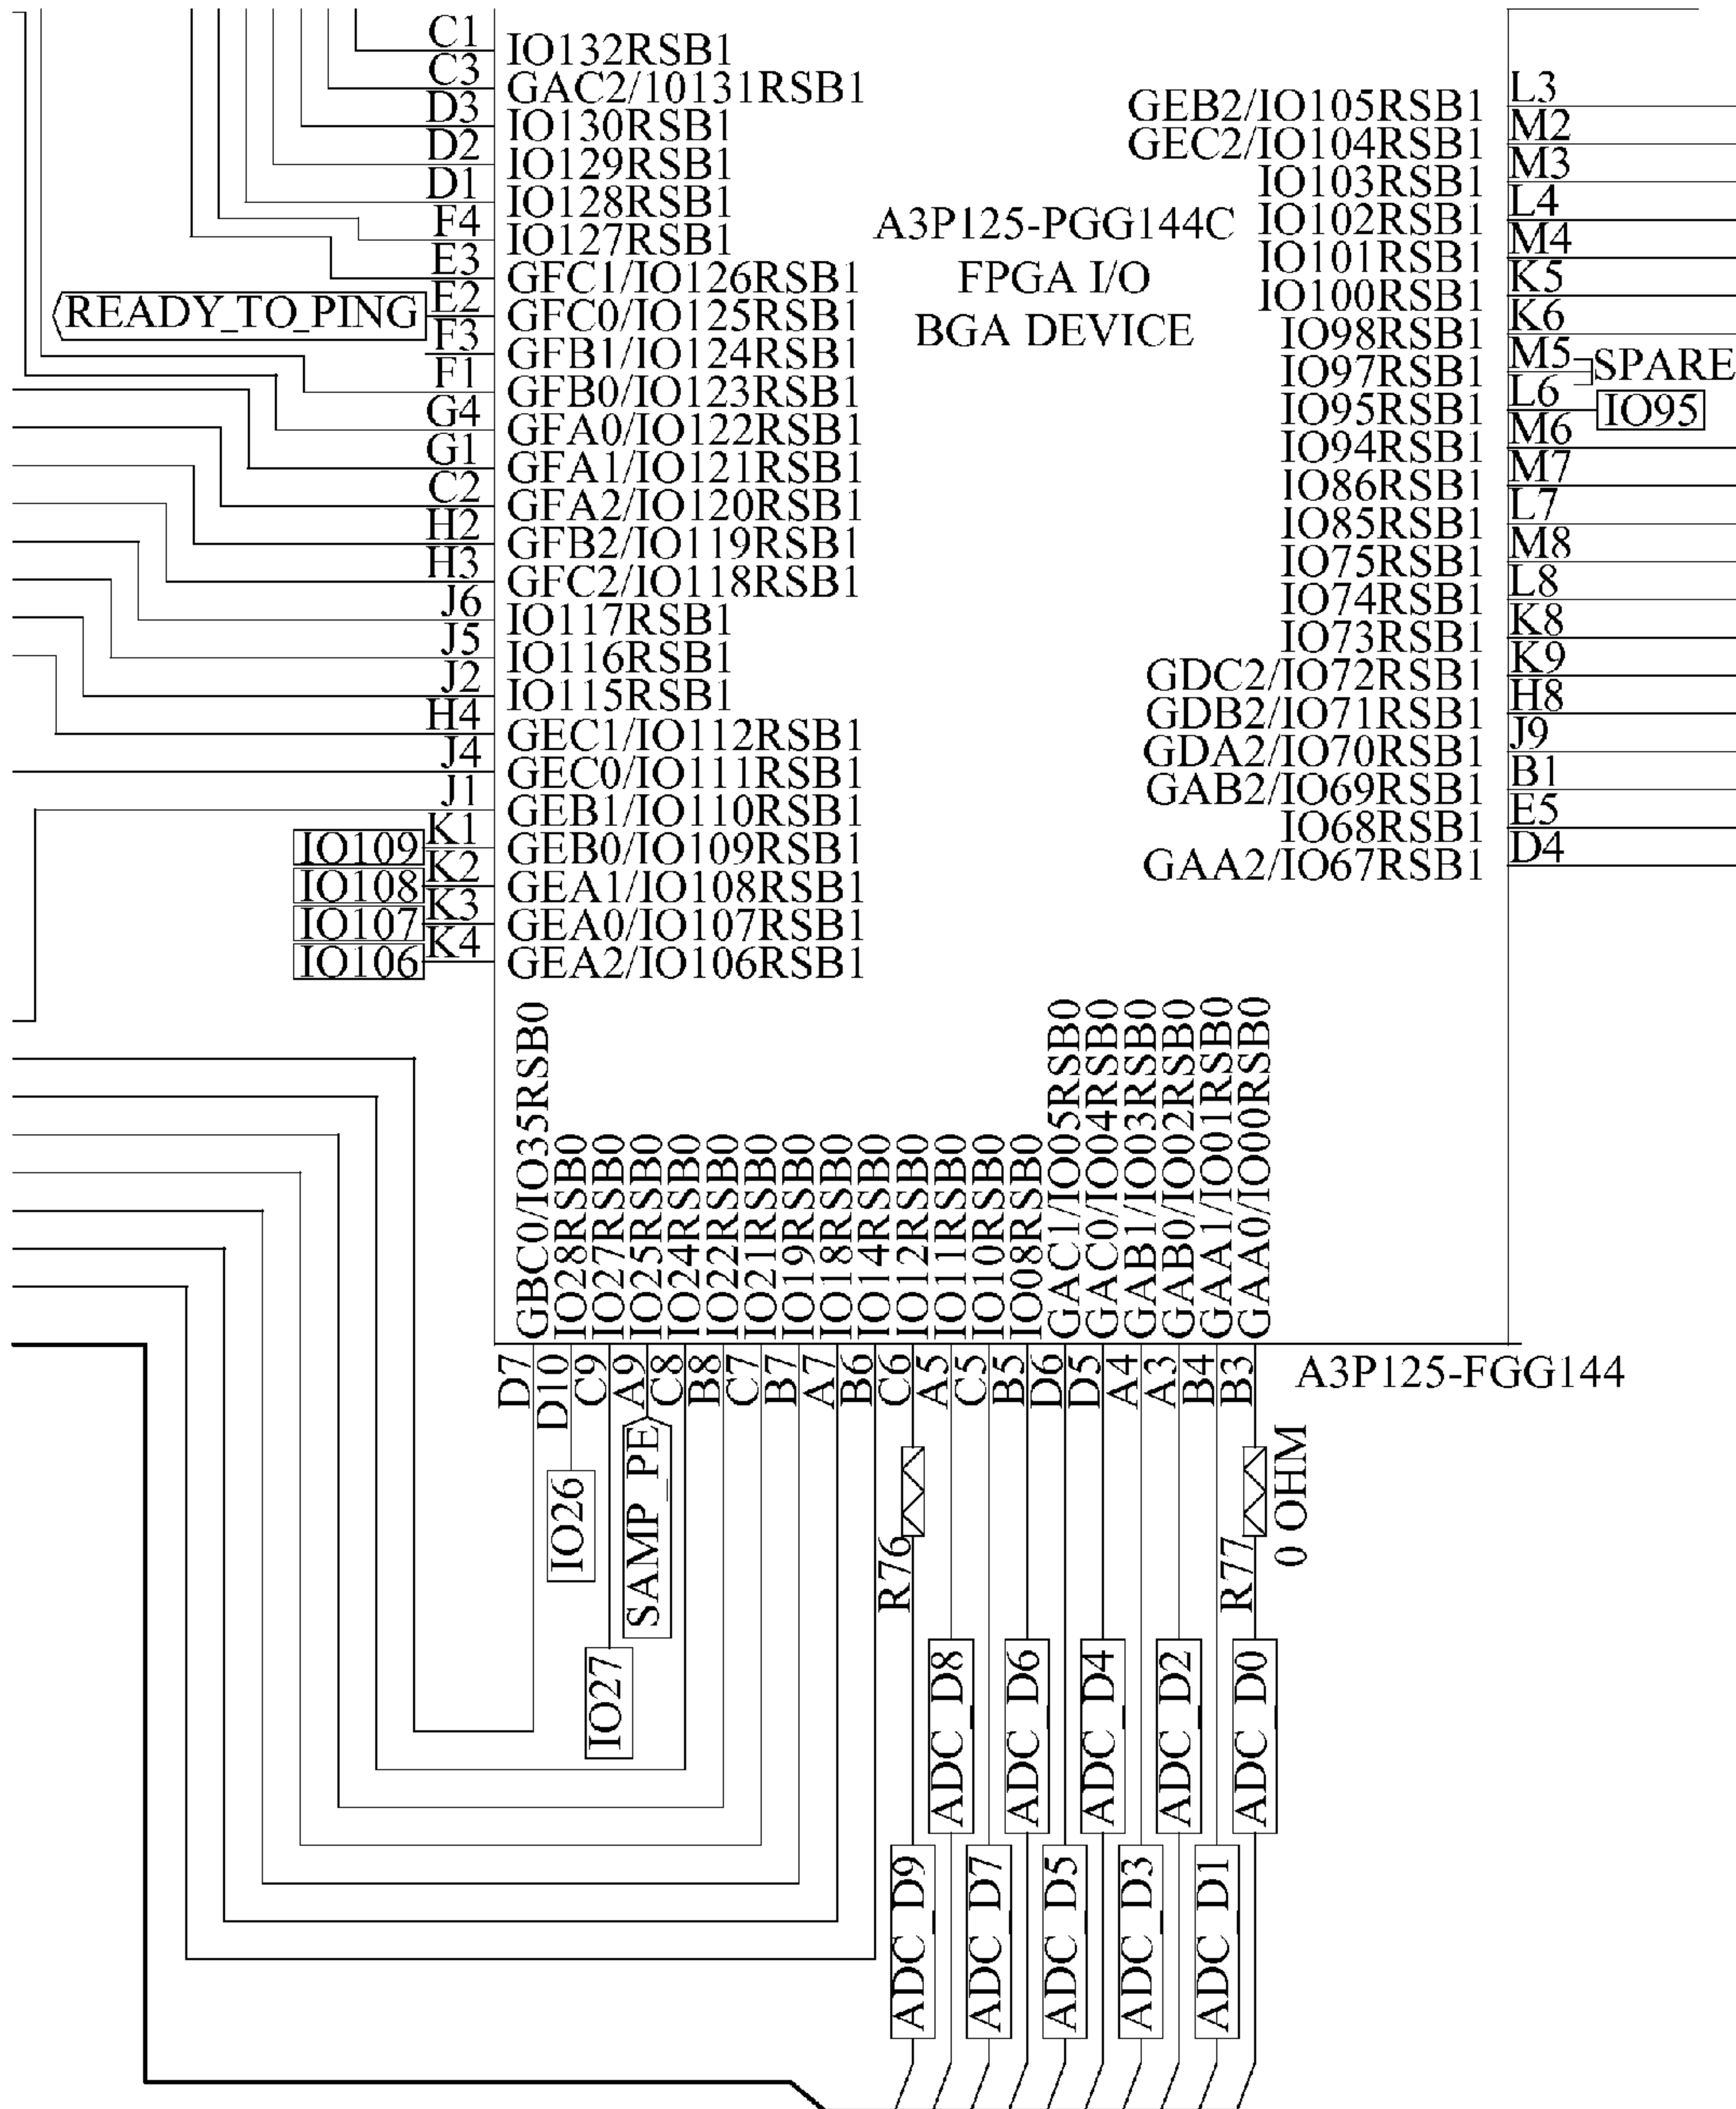 C1
IO132RSB1
C3
GAC2/10131RSB1
D3
IO130RSB1
D2
IO129RSB1
D1
IO128RSB1
F4
IO127RSB1
E3
GFC1/IO126RSB1
READY_TO_PING
E2
GFC0/IO125RSB1
F3
GFB1/IO124RSB1
F1
GFB0/IO123RSB1
G4
GFA0/IO122RSB1
G1
GFA1/IO121RSB1
C2
GFA2/IO120RSB1
H2
GFB2/IO119RSB1
H3
GFC2/IO118RSB1
J6
IO117RSB1
J5
IO116RSB1
J2
IO115RSB1
H4
GEC1/IO112RSB1
J4
GEC0/IO111RSB1
J1
GEB1/IO110RSB1
IO109
K1
GEB0/IO109RSB1
IO108
K2
GEA1/IO108RSB1
IO107
K3
GEA0/IO107RSB1
IO106
K4
GEA2/IO106RSB1
A3P125-PGG144C
FPGA I/O
BGA DEVICE
GEB2/IO105RSB1
L3
GEC2/IO104RSB1
M2
IO103RSB1
M3
IO102RSB1
L4
IO101RSB1
M4
IO100RSB1
K5
IO98RSB1
K6
IO97RSB1
M5
SPARE
IO95RSB1
L6
IO95
IO94RSB1
M6
IO86RSB1
M7
IO85RSB1
L7
IO75RSB1
M8
IO74RSB1
L8
IO73RSB1
K8
GDC2/IO72RSB1
K9
GDB2/IO71RSB1
H8
GDA2/IO70RSB1
J9
GAB2/IO69RSB1
B1
IO68RSB1
E5
GAA2/IO67RSB1
D4
GBC0/IO35RSB0
IO28RSB0
IO27RSB0
IO25RSB0
IO24RSB0
IO22RSB0
IO21RSB0
IO19RSB0
IO18RSB0
IO14RSB0
IO12RSB0
IO11RSB0
IO10RSB0
IO08RSB0
GAC1/IO05RSB0
GAC0/IO04RSB0
GAB1/IO03RSB0
GAB0/IO02RSB0
GAA1/IO01RSB0
GAA0/IO00RSB0
D7
D10
C9
A9
C8
B8
C7
B7
A7
B6
C6
A5
C5
B5
D6
D5
A4
A3
B4
B3
A3P125-FGG144
IO26
SAMP_PE
IO27
R76
R77
0 OHM
ADC_D9
ADC_D8
ADC_D7
ADC_D6
ADC_D5
ADC_D4
ADC_D3
ADC_D2
ADC_D1
ADC_D0